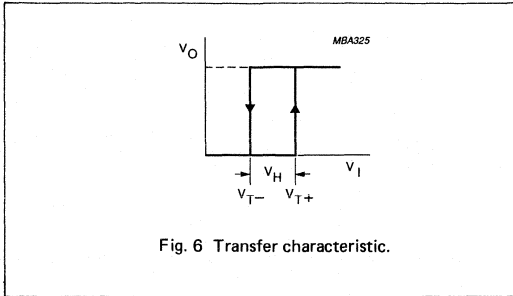 MBA325
VO
VH
VI
VT−
VT+
Fig. 6 Transfer characteristic.